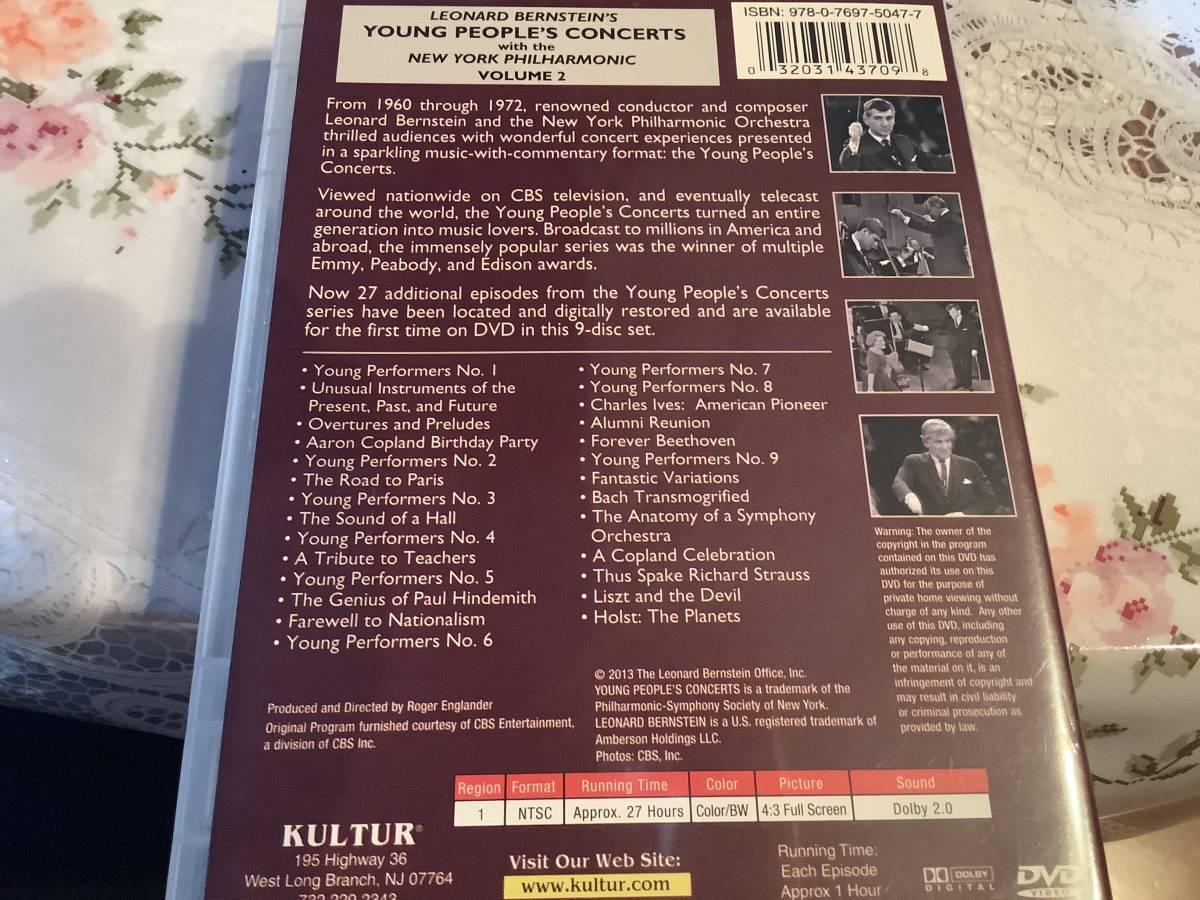 LEONARD BERNSTEIN'S
YOUNG PEOPLE'S CONCERTS
with the
NEW YORK PHILHARMONIC
VOLUME 2
ISBN: 978-0-7697-5047-7
0 32031 43709 8
From 1960 through 1972, renowned conductor and composer
Leonard Bernstein and the New York Philharmonic Orchestra
thrilled audiences with wonderful concert experiences presented
in a sparkling music-with-commentary format: the Young People's
Concerts.
Viewed nationwide on CBS television, and eventually telecast
around the world, the Young People's Concerts turned an entire
generation into music lovers. Broadcast to millions in America and
abroad, the immensely popular series was the winner of multiple
Emmy, Peabody, and Edison awards.
Now 27 additional episodes from the Young People's Concerts
series have been located and digitally restored and are available
for the first time on DVD in this 9-disc set.
• Young Performers No. 1
• Unusual Instruments of the
Present, Past, and Future
• Overtures and Preludes
• Aaron Copland Birthday Party
• Young Performers No. 2
• The Road to Paris
• Young Performers No. 3
• The Sound of a Hall
• Young Performers No. 4
• A Tribute to Teachers
• Young Performers No. 5
• The Genius of Paul Hindemith
• Farewell to Nationalism
• Young Performers No. 6
• Young Performers No. 7
• Young Performers No. 8
• Charles Ives: American Pioneer
• Alumni Reunion
• Forever Beethoven
• Young Performers No. 9
• Fantastic Variations
• Bach Transmogrified
• The Anatomy of a Symphony
Orchestra
• A Copland Celebration
• Thus Spake Richard Strauss
• Liszt and the Devil
• Holst: The Planets
Warning: The owner of the
copyright in the program
contained on this DVD has
authorized its use on this
DVD for the purpose of
private home viewing without
charge of any kind. Any other
use of this DVD, including
any copying, reproduction
or performance of any of
the material on it, is an
infringement of copyright and
may result in civil liability
or criminal prosecution as
provided by law.
Produced and Directed by Roger Englander
Original Program furnished courtesy of CBS Entertainment,
a division of CBS Inc.
© 2013 The Leonard Bernstein Office, Inc.
YOUNG PEOPLE'S CONCERTS is a trademark of the
Philharmonic-Symphony Society of New York.
LEONARD BERNSTEIN is a U.S. registered trademark of
Amberson Holdings LLC.
Photos: CBS, Inc.
Region Format Running Time Color Picture Sound
1 NTSC Approx. 27 Hours Color/BW 4:3 Full Screen Dolby 2.0
KULTUR®
195 Highway 36
West Long Branch, NJ 07764
Visit Our Web Site:
www.kultur.com
Running Time:
Each Episode
Approx 1 Hour
DOLBY
DIGITAL
DVD
VIDEO